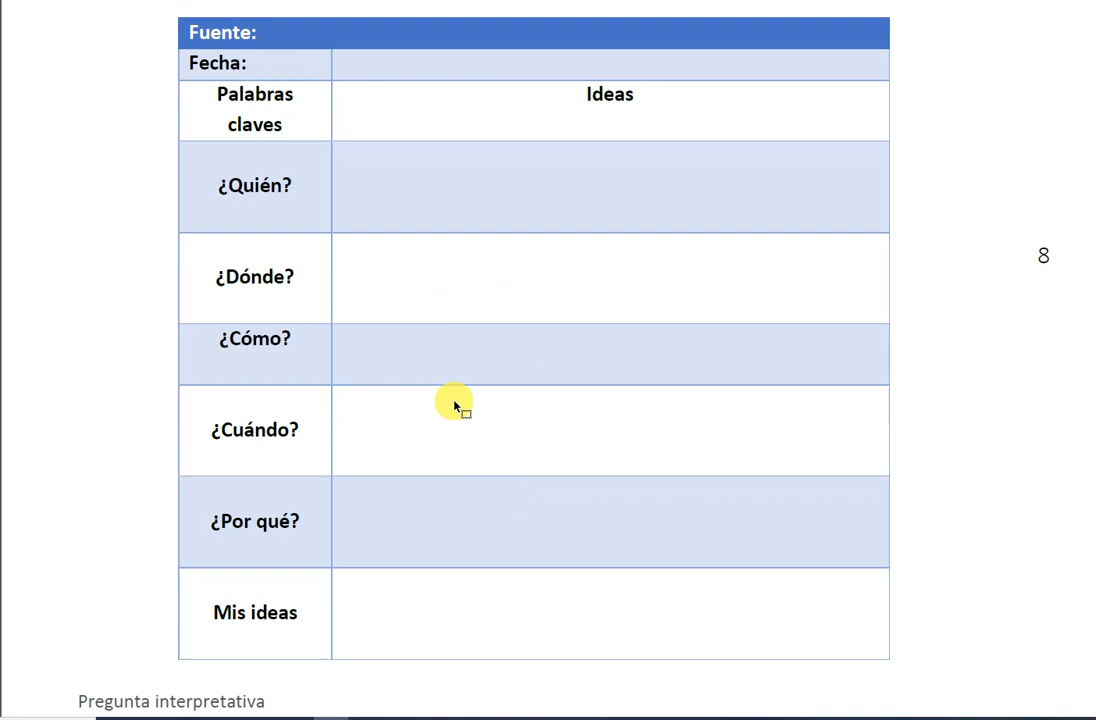 Fuente:
Fecha:
Palabras claves
Ideas
¿Quién?
¿Dónde?
8
¿Cómo?
¿Cuándo?
¿Por qué?
Mis ideas
Pregunta interpretativa